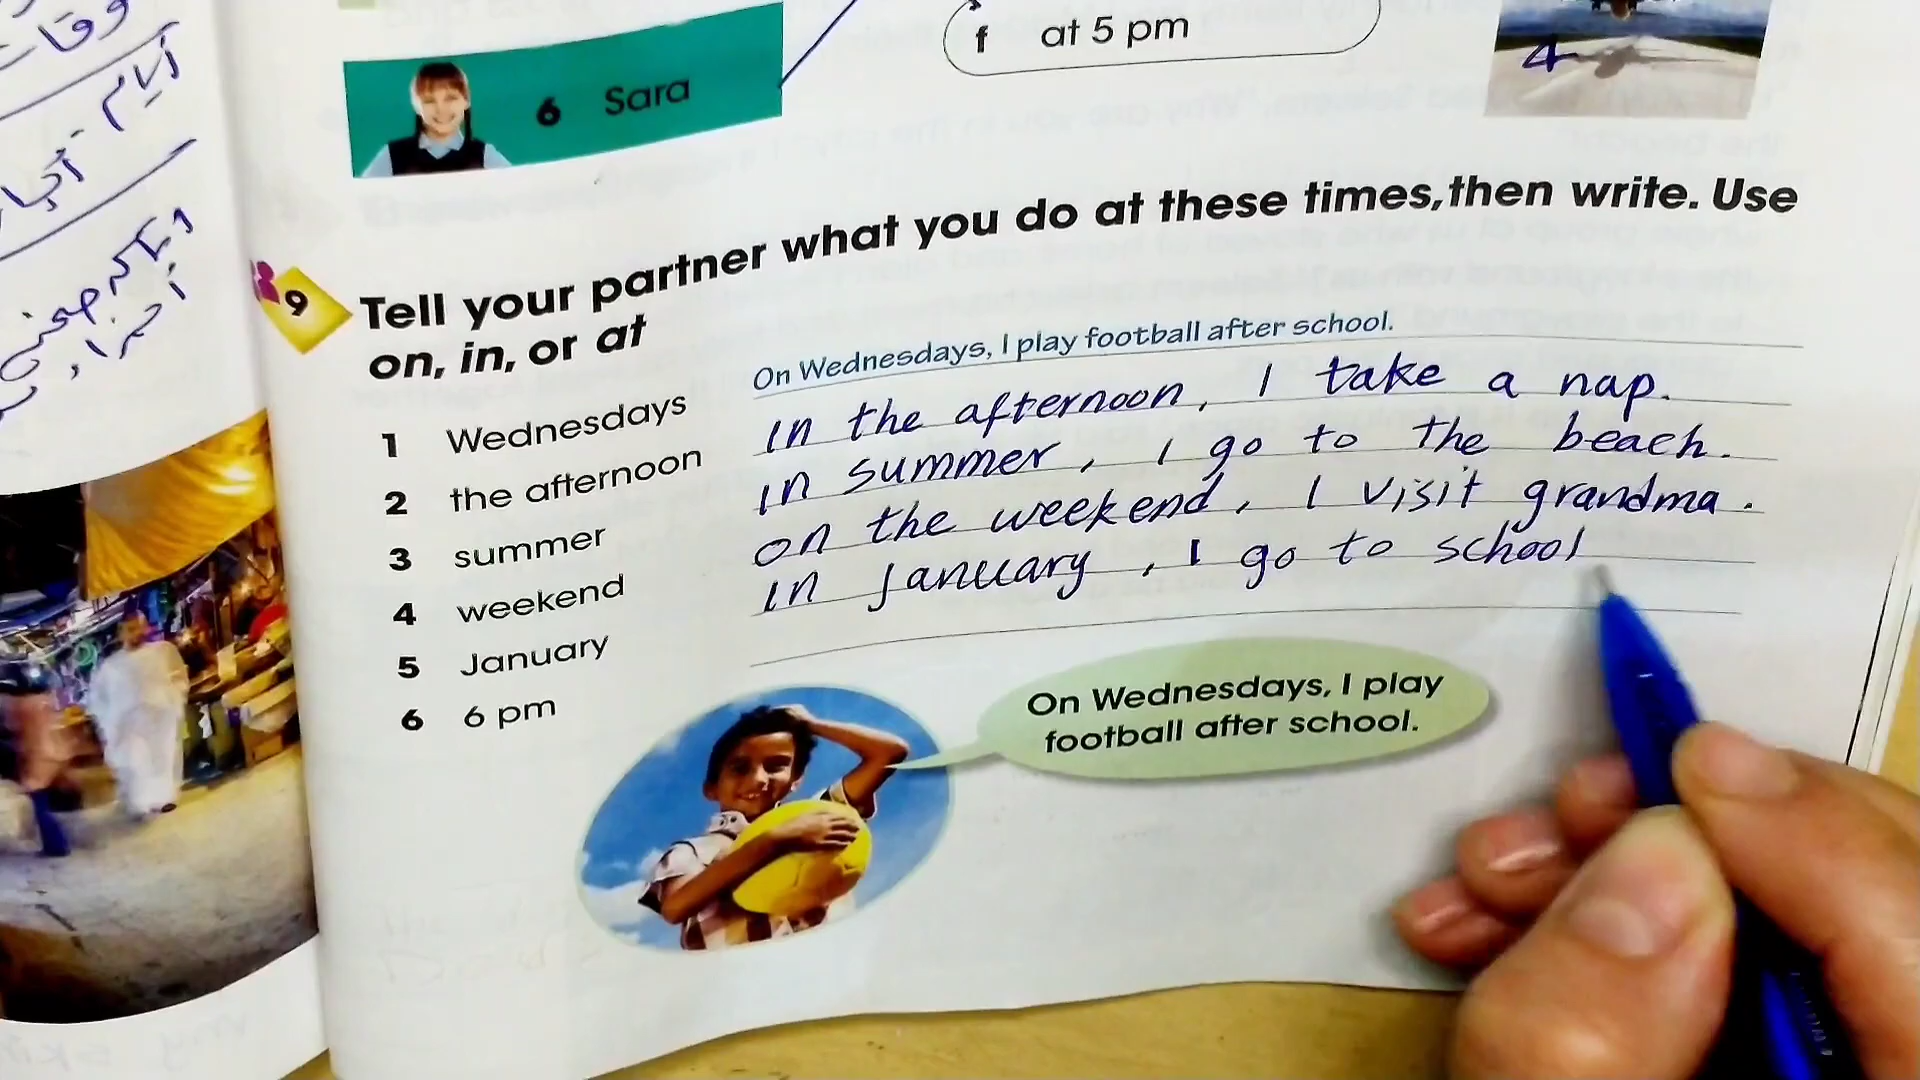 f at 5 pm
6 Sara
4
أيام
9 Tell your partner what you do at these times, then write. Use
on, in, or at
On Wednesdays, I play football after school.
1 Wednesdays
In the afternoon, I take a nap.
2 the afternoon
In summer, I go to the beach.
3 summer
on the weekend, I visit grandma.
4 weekend
in January, I go to school
5 January
6 6 pm
On Wednesdays, I play
football after school.